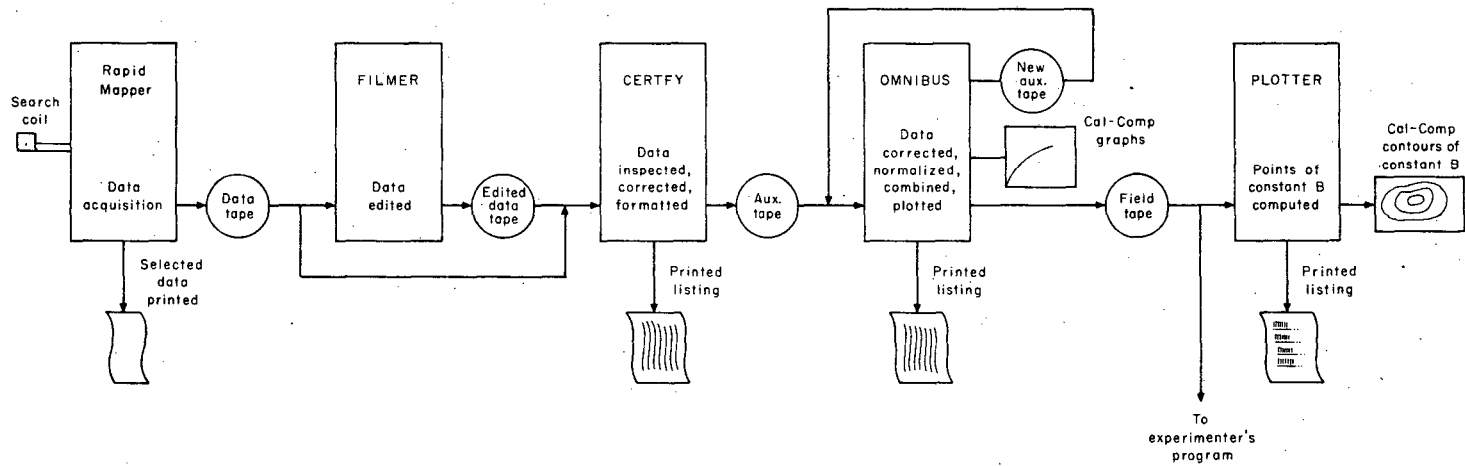 Search
coil
Rapid
Mapper
Data
acquisition
Selected
data
printed
Data
tape
FILMER
Data
edited
Edited
data
tape
CERTFY
Data
inspected,
corrected,
formatted
Printed
listing
Aux.
tape
OMNIBUS
Data
corrected,
normalized,
combined,
plotted
Printed
listing
New
aux.
tape
Cal-Comp
graphs
Field
tape
To
experimenter's
program
PLOTTER
Points of
constant B
computed
Printed
listing
Cal-Comp
contours of
constant B